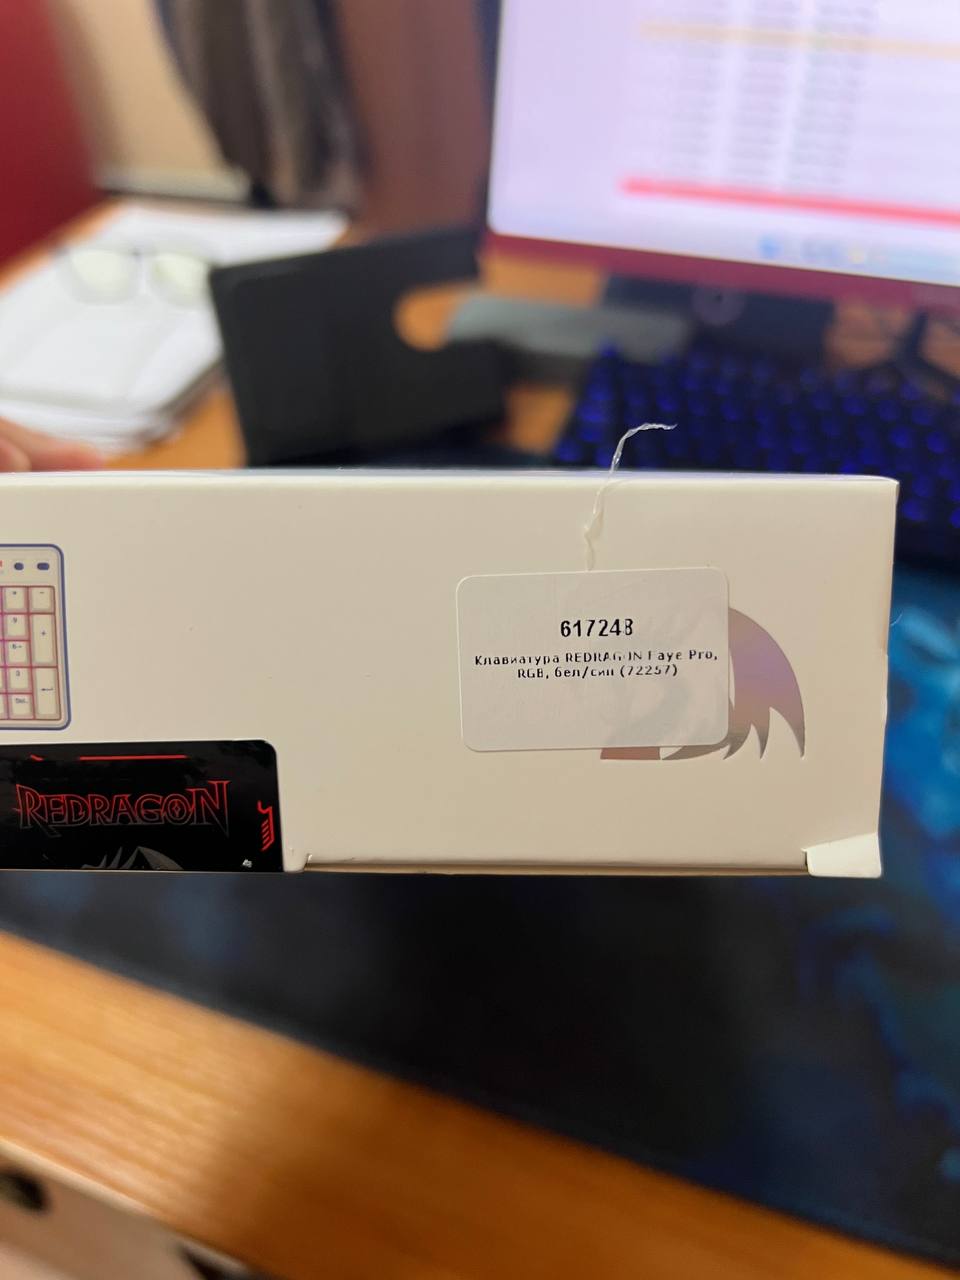 617248
Клавиатура REDRAGON Faye Pro,
RGB, бел/син (72257)
REDRAGON